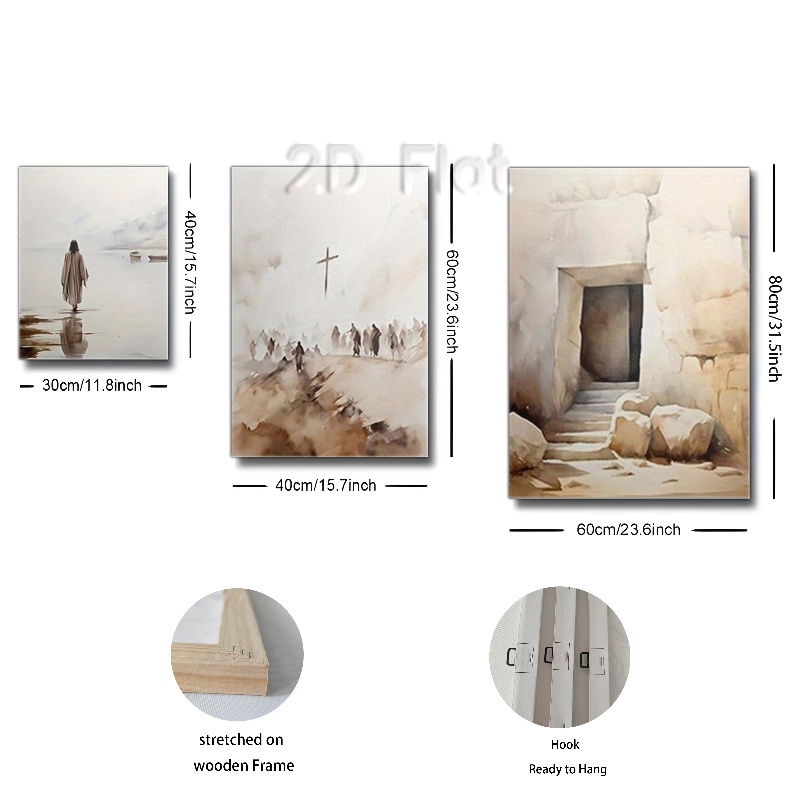 2D Flat
40cm/15.7inch
30cm/11.8inch
60cm/23.6inch
40cm/15.7inch
80cm/31.5inch
60cm/23.6inch
stretched on
wooden Frame
Hook
Ready to Hang